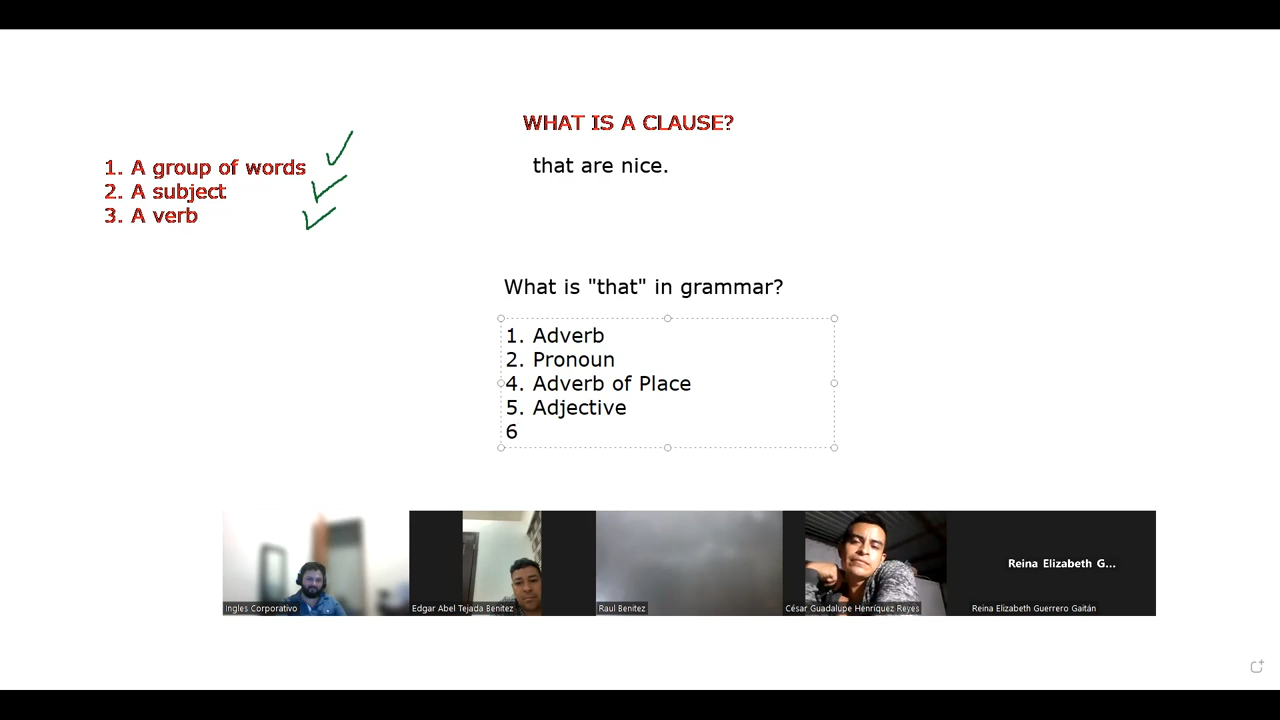 WHAT IS A CLAUSE?
that are nice.
1. A group of words
2. A subject
3. A verb
What is "that" in grammar?
1. Adverb
2. Pronoun
4. Adverb of Place
5. Adjective
6
Reina Elizabeth G...
Ingles Corporativo
Edgar Abel Tejada Benitez
Raul Benitez
César Guadalupe Henríquez Reyes
Reina Elizabeth Guerrero Gaitán